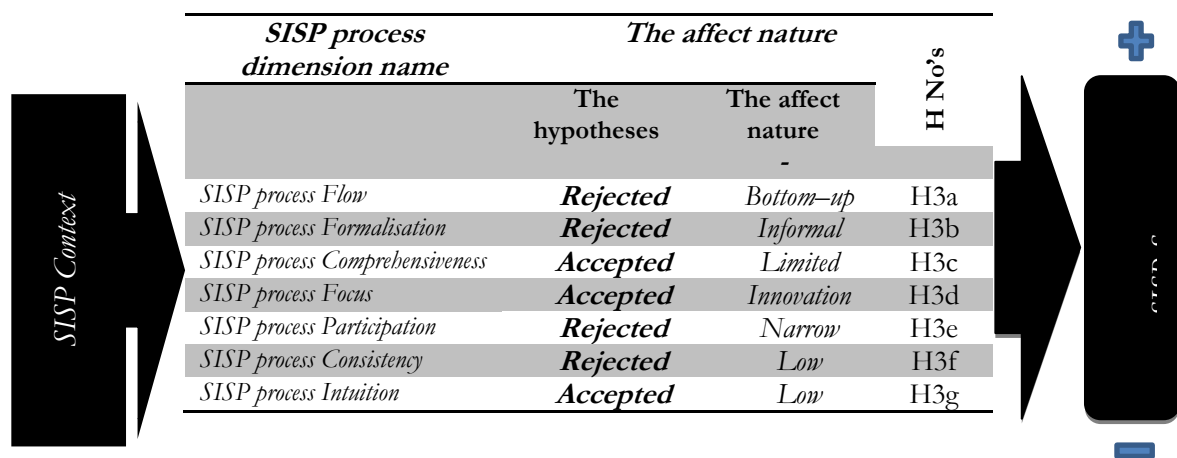 SISP process The affect nature
dimension name
H No's
The The affect
hypotheses nature
-
SISP process Flow Rejected Bottom–up H3a
SISP process Formalisation Rejected Informal H3b
SISP process Comprehensiveness Accepted Limited H3c
SISP process Focus Accepted Innovation H3d
SISP process Participation Rejected Narrow H3e
SISP process Consistency Rejected Low H3f
SISP process Intuition Accepted Low H3g
SISP Context